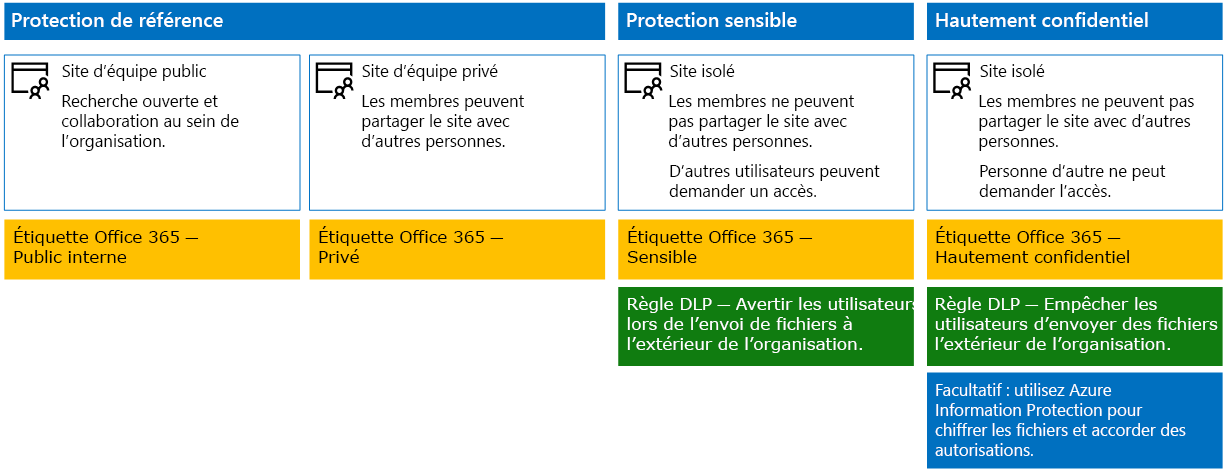 Protection de référence
Site d’équipe public
Recherche ouverte et
collaboration au sein de
l’organisation.
Étiquette Office 365 —
Public interne
Site d’équipe privé
Les membres peuvent
partager le site avec
d’autres personnes.
Étiquette Office 365 —
Privé
Protection sensible
Site isolé
Les membres ne peuvent
pas partager le site avec
d’autres personnes.
D’autres utilisateurs peuvent
demander un accès.
Étiquette Office 365 —
Sensible
Règle DLP — Avertir les utilisateurs
lors de l’envoi de fichiers à
l’extérieur de l’organisation.
Hautement confidentiel
Site isolé
Les membres ne peuvent pas
partager le site avec d’autres
personnes.
Personne d’autre ne peut
demander l’accès.
Étiquette Office 365 —
Hautement confidentiel
Règle DLP — Empêcher les
utilisateurs d’envoyer des fichiers
l’extérieur de l’organisation.
Facultatif : utilisez Azure
Information Protection pour
chiffrer les fichiers et accorder des
autorisations.